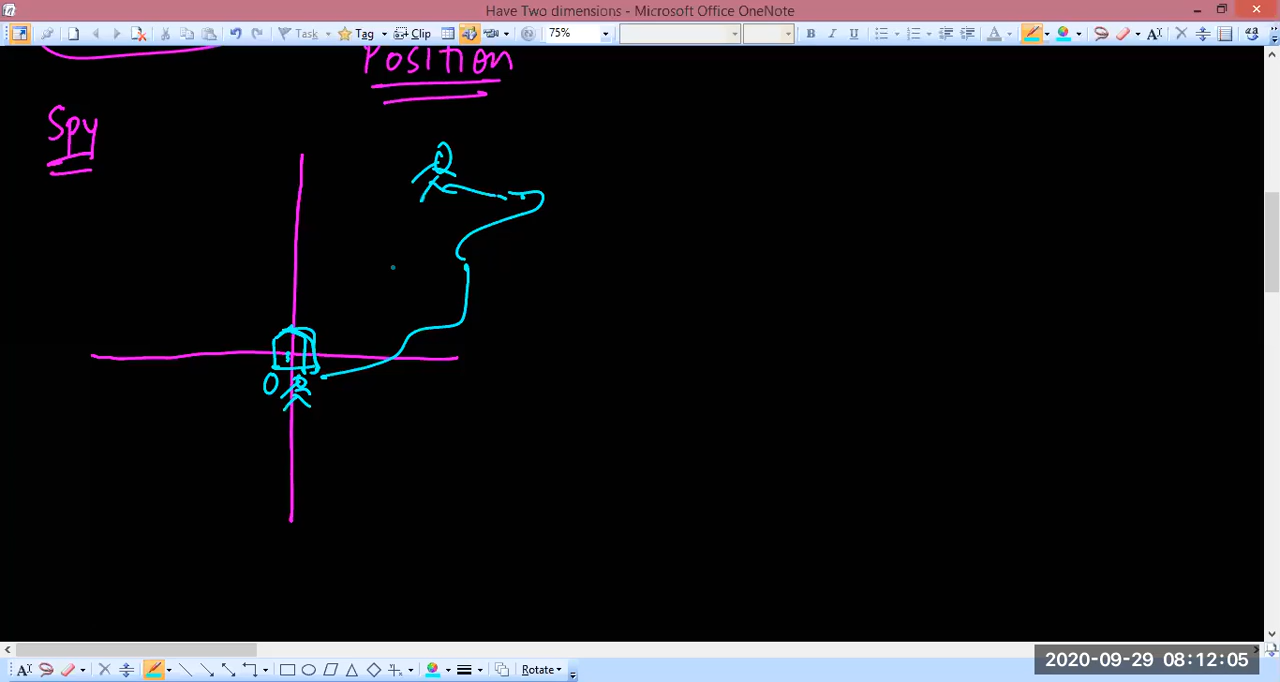 Have Two dimensions - Microsoft Office OneNote
Task Tag Clip 75% B I U
Position
Spy
O
2020-09-29 08:12:05
Rotate